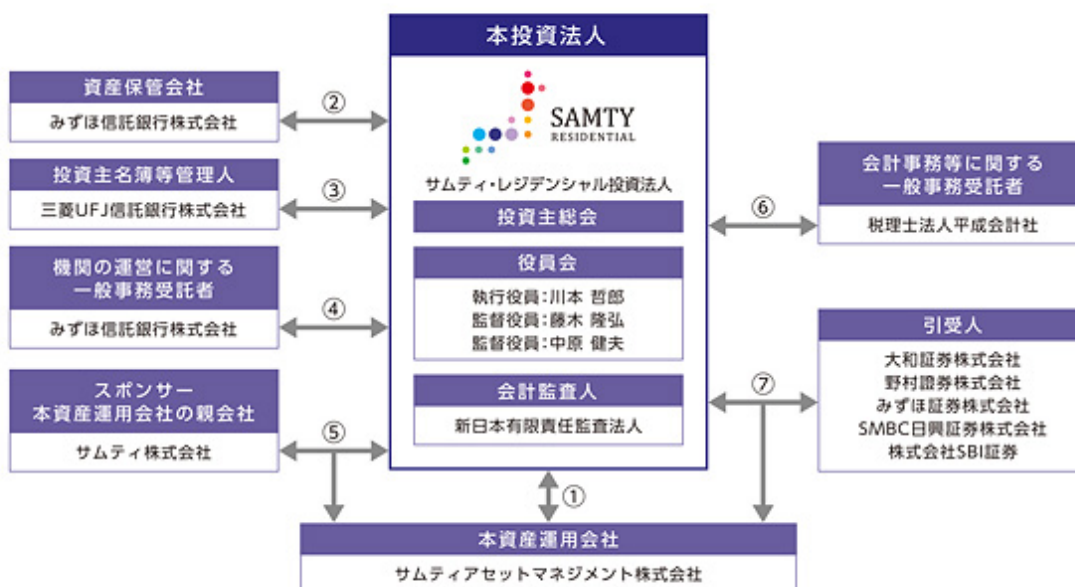 本投資法人
SAMTY
RESIDENTIAL
サムティ・レジデンシャル投資法人
投資主総会
役員会
執行役員:川本 哲郎
監督役員:藤木 隆弘
監督役員:中原 健夫
会計監査人
新日本有限責任監査法人
資産保管会社
みずほ信託銀行株式会社
②
投資主名簿等管理人
三菱UFJ信託銀行株式会社
③
機関の運営に関する
一般事務受託者
みずほ信託銀行株式会社
④
スポンサー
本資産運用会社の親会社
サムティ株式会社
⑤
会計事務等に関する
一般事務受託者
税理士法人平成会計社
⑥
引受人
大和証券株式会社
野村證券株式会社
みずほ証券株式会社
SMBC日興証券株式会社
株式会社SBI証券
⑦
①
本資産運用会社
サムティアセットマネジメント株式会社